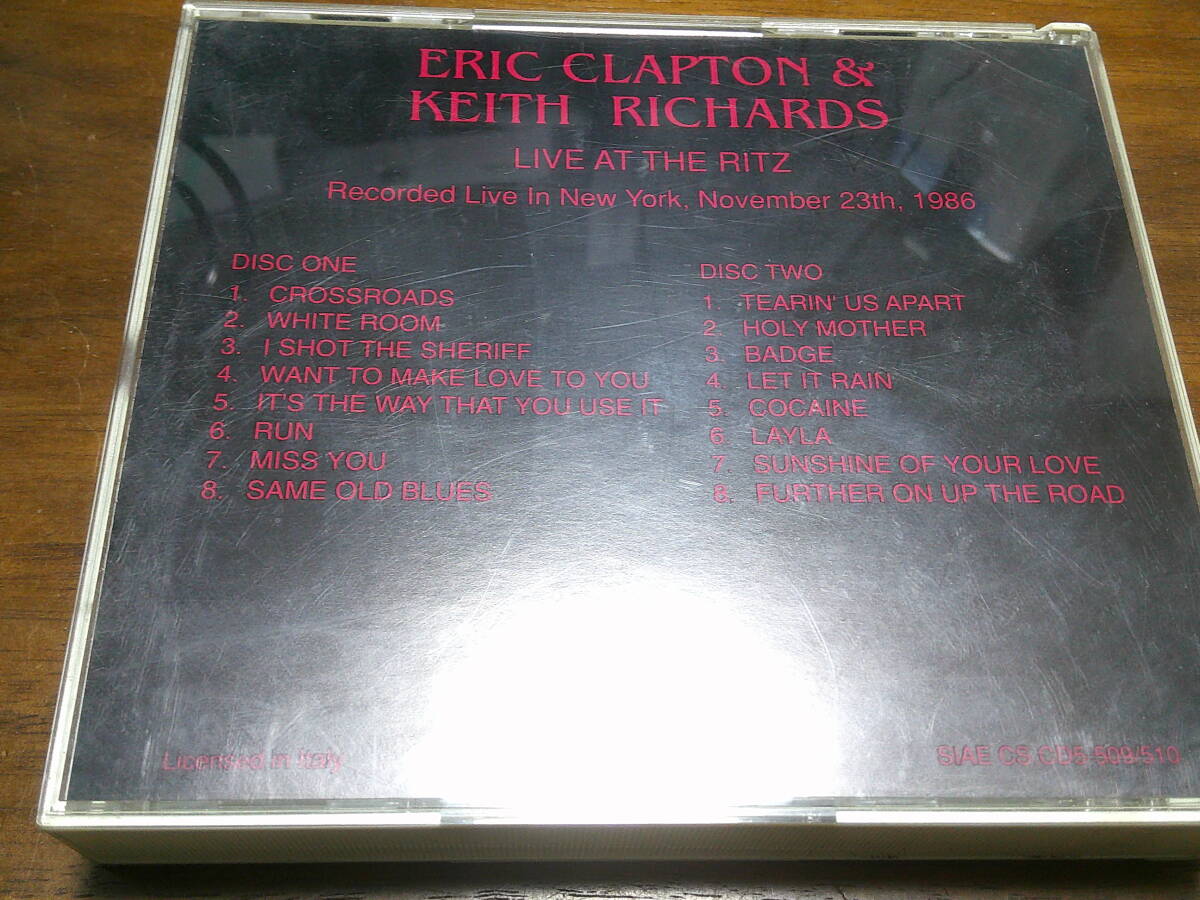 ERIC CLAPTON &
KEITH RICHARDS
LIVE AT THE RITZ
Recorded Live In New York, November 23th, 1986
DISC ONE
1. CROSSROADS
2. WHITE ROOM
3. I SHOT THE SHERIFF
4. WANT TO MAKE LOVE TO YOU
5. IT'S THE WAY THAT YOU USE IT
6. RUN
7. MISS YOU
8. SAME OLD BLUES
DISC TWO
1. TEARIN' US APART
2. HOLY MOTHER
3. BADGE
4. LET IT RAIN
5. COCAINE
6. LAYLA
7. SUNSHINE OF YOUR LOVE
8. FURTHER ON UP THE ROAD
Licensed in Italy
SIAE CS CD5 509/510